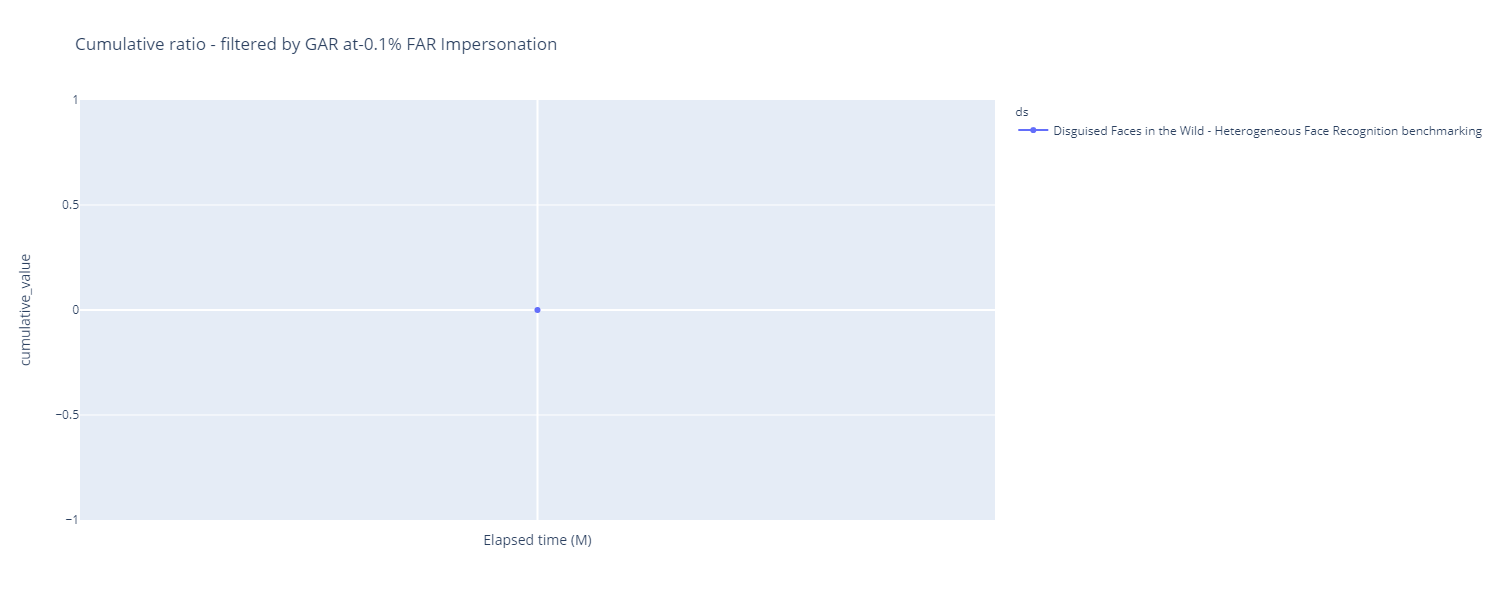 Cumulative ratio - filtered by GAR at-0.1% FAR Impersonation
1
0.5
0
−0.5
−1
cumulative_value
Elapsed time (M)
ds
Disguised Faces in the Wild - Heterogeneous Face Recognition benchmarking